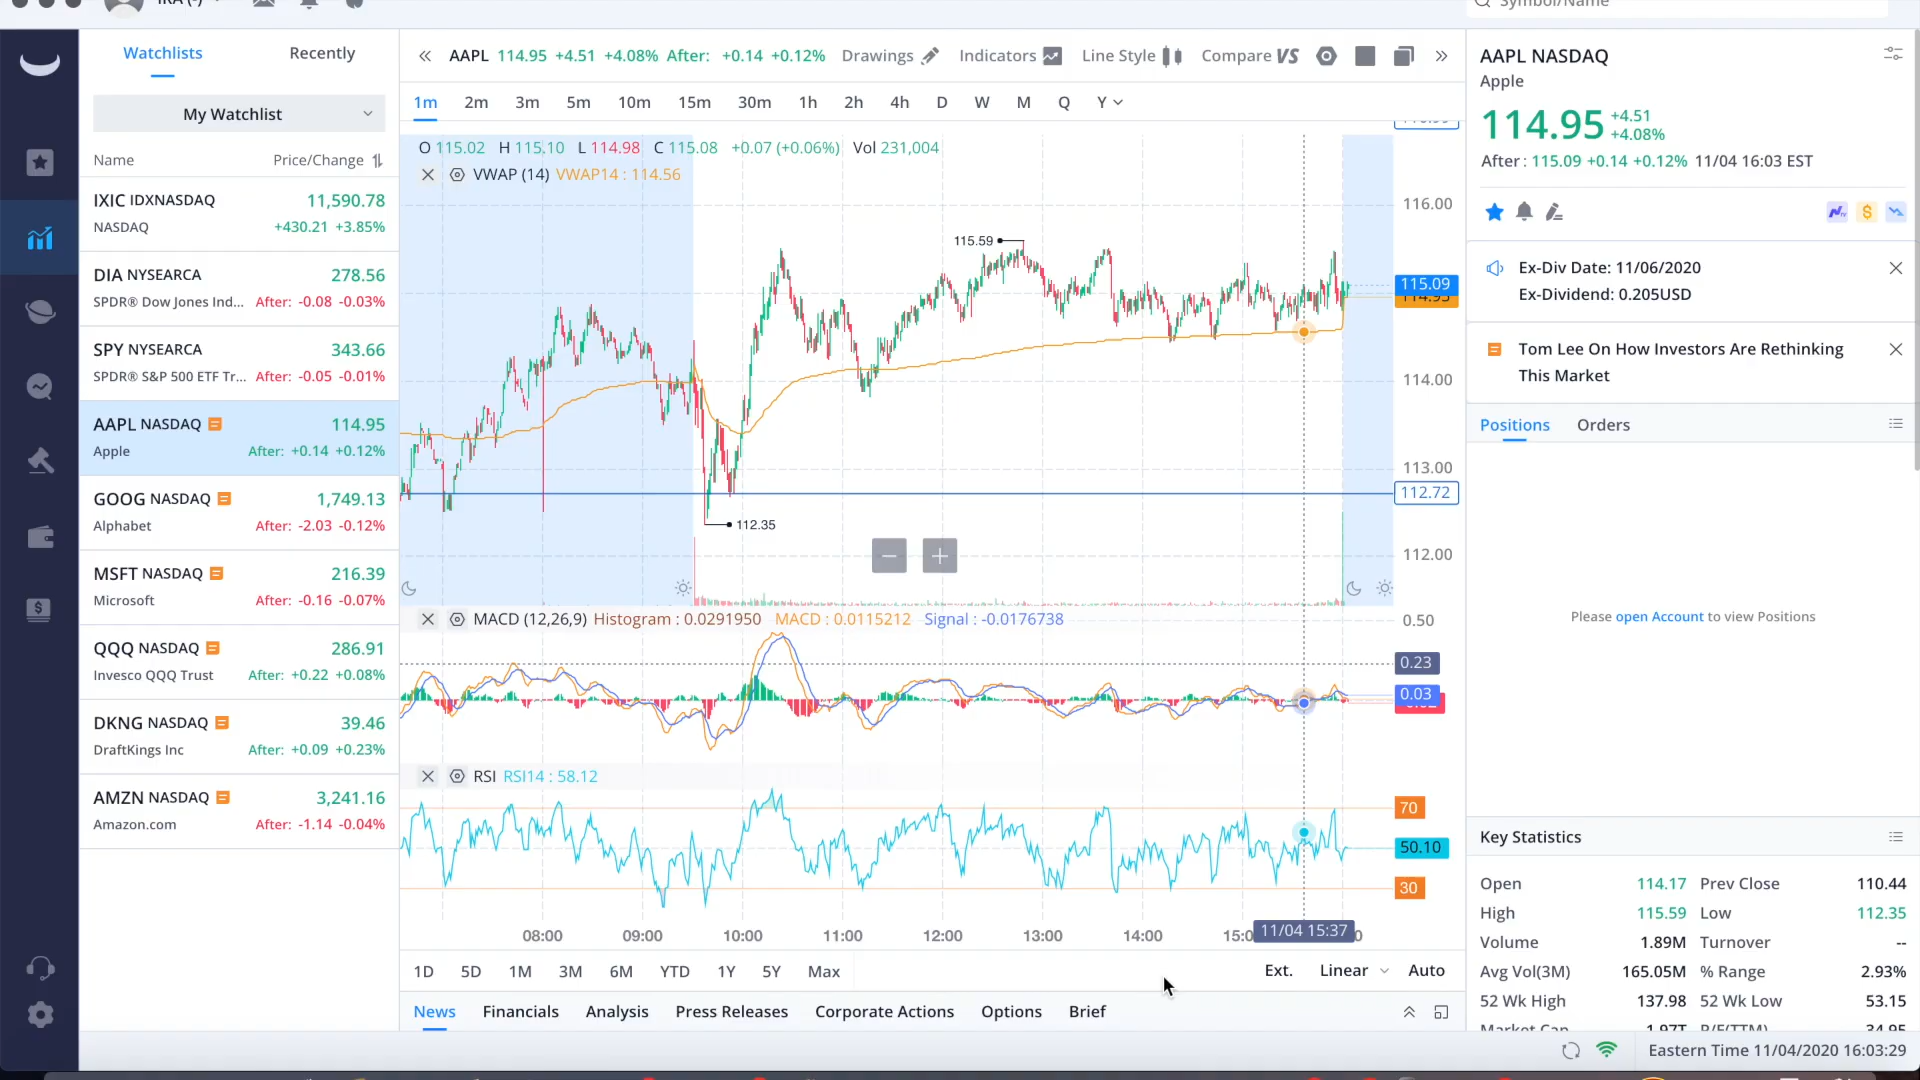 Watchlists Recently
My Watchlist
Name Price/Change
IXIC IDXNASDAQ 11,590.78
NASDAQ +430.21 +3.85%
DIA NYSEARCA 278.56
SPDR® Dow Jones Ind... After: -0.08 -0.03%
SPY NYSEARCA 343.66
SPDR® S&P 500 ETF Tr... After: -0.05 -0.01%
AAPL NASDAQ 114.95
Apple After: +0.14 +0.12%
GOOG NASDAQ 1,749.13
Alphabet After: -2.03 -0.12%
MSFT NASDAQ 216.39
Microsoft After: -0.16 -0.07%
QQQ NASDAQ 286.91
Invesco QQQ Trust After: +0.22 +0.08%
DKNG NASDAQ 39.46
DraftKings Inc After: +0.09 +0.23%
AMZN NASDAQ 3,241.16
Amazon.com After: -1.14 -0.04%
AAPL 114.95 +4.51 +4.08% After: +0.14 +0.12% Drawings Indicators Line Style Compare VS
1m 2m 3m 5m 10m 15m 30m 1h 2h 4h D W M Q Y
O 115.02 H 115.10 L 114.98 C 115.08 +0.07 (+0.06%) Vol 231,004
VWAP (14) VWAP14 : 114.56
116.00
115.59
115.09
114.95
114.00
113.00
112.72
112.35
112.00
MACD (12,26,9) Histogram : 0.0291950 MACD : 0.0115212 Signal : -0.0176738
0.50
0.23
0.03
RSI RSI14 : 58.12
70
50.10
30
08:00 09:00 10:00 11:00 12:00 13:00 14:00 15:0 11/04 15:37 0
1D 5D 1M 3M 6M YTD 1Y 5Y Max Ext. Linear Auto
News Financials Analysis Press Releases Corporate Actions Options Brief
Symbol/Name
AAPL NASDAQ
Apple
114.95 +4.51
+4.08%
After : 115.09 +0.14 +0.12% 11/04 16:03 EST
Ex-Div Date: 11/06/2020
Ex-Dividend: 0.205USD
Tom Lee On How Investors Are Rethinking
This Market
Positions Orders
Please open Account to view Positions
Key Statistics
Open 114.17 Prev Close 110.44
High 115.59 Low 112.35
Volume 1.89M Turnover --
Avg Vol(3M) 165.05M % Range 2.93%
52 Wk High 137.98 52 Wk Low 53.15
Market Cap 1.97T P/E(TTM) 34.95
Eastern Time 11/04/2020 16:03:29